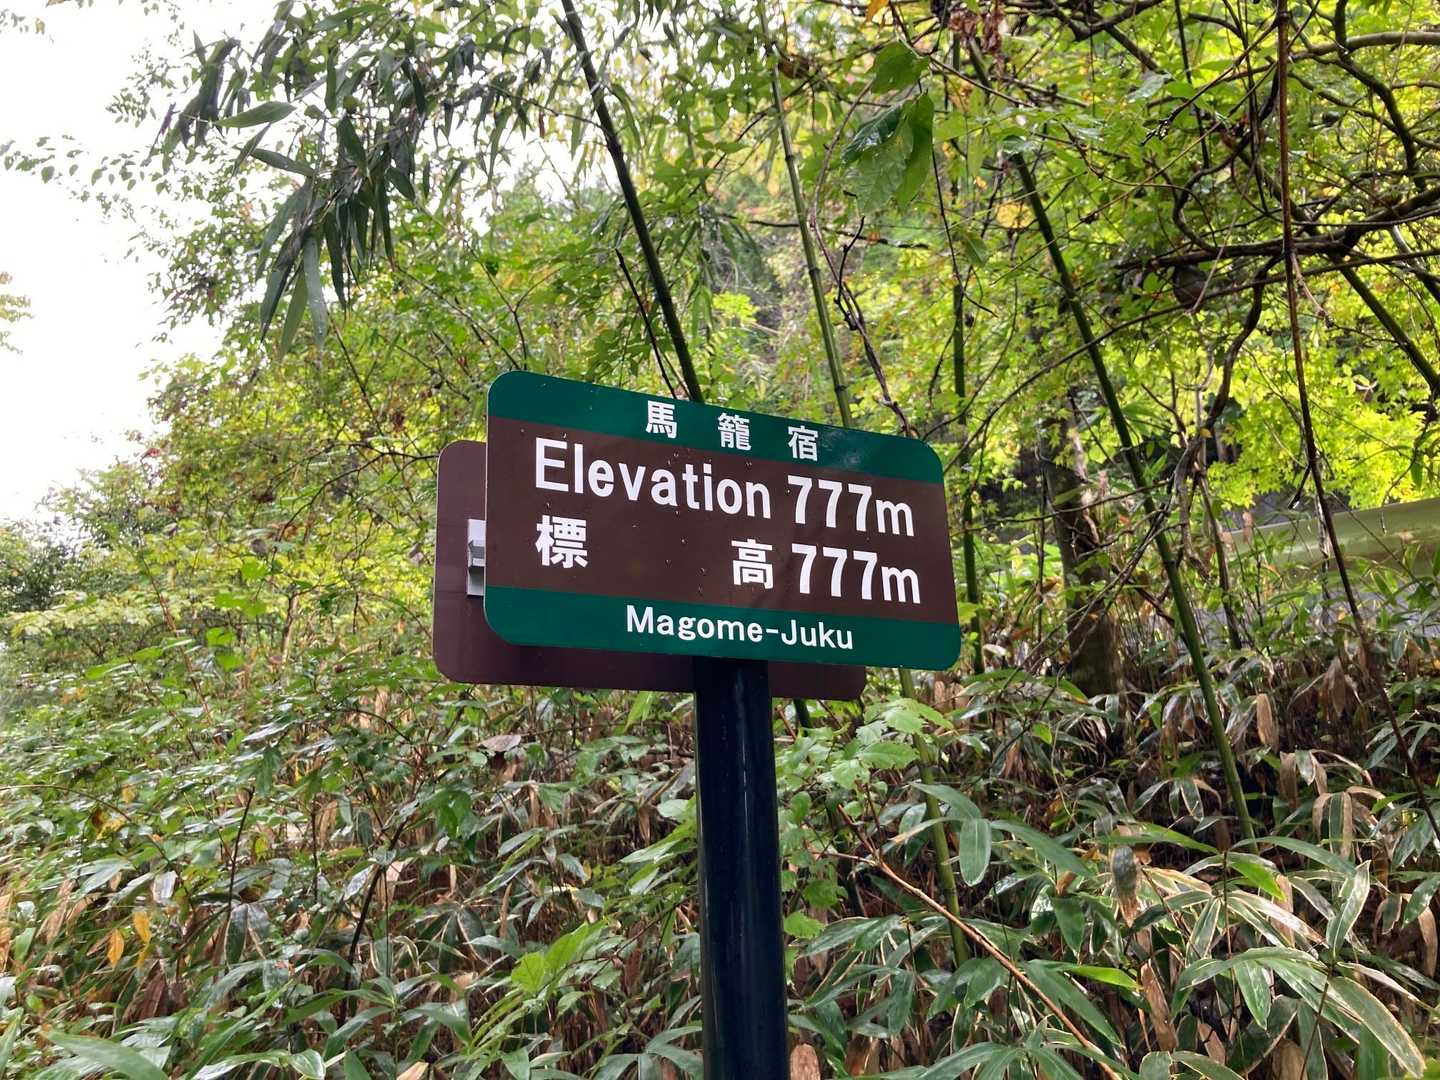 馬籠宿
Elevation 777m
標高 777m
Magome-Juku